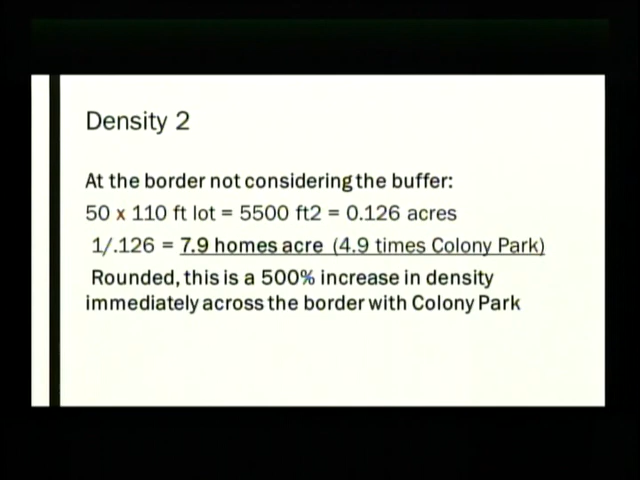 Density 2
At the border not considering the buffer:
50 x 110 ft lot = 5500 ft2 = 0.126 acres
1/.126 = 7.9 homes acre (4.9 times Colony Park)
Rounded, this is a 500% increase in density
immediately across the border with Colony Park